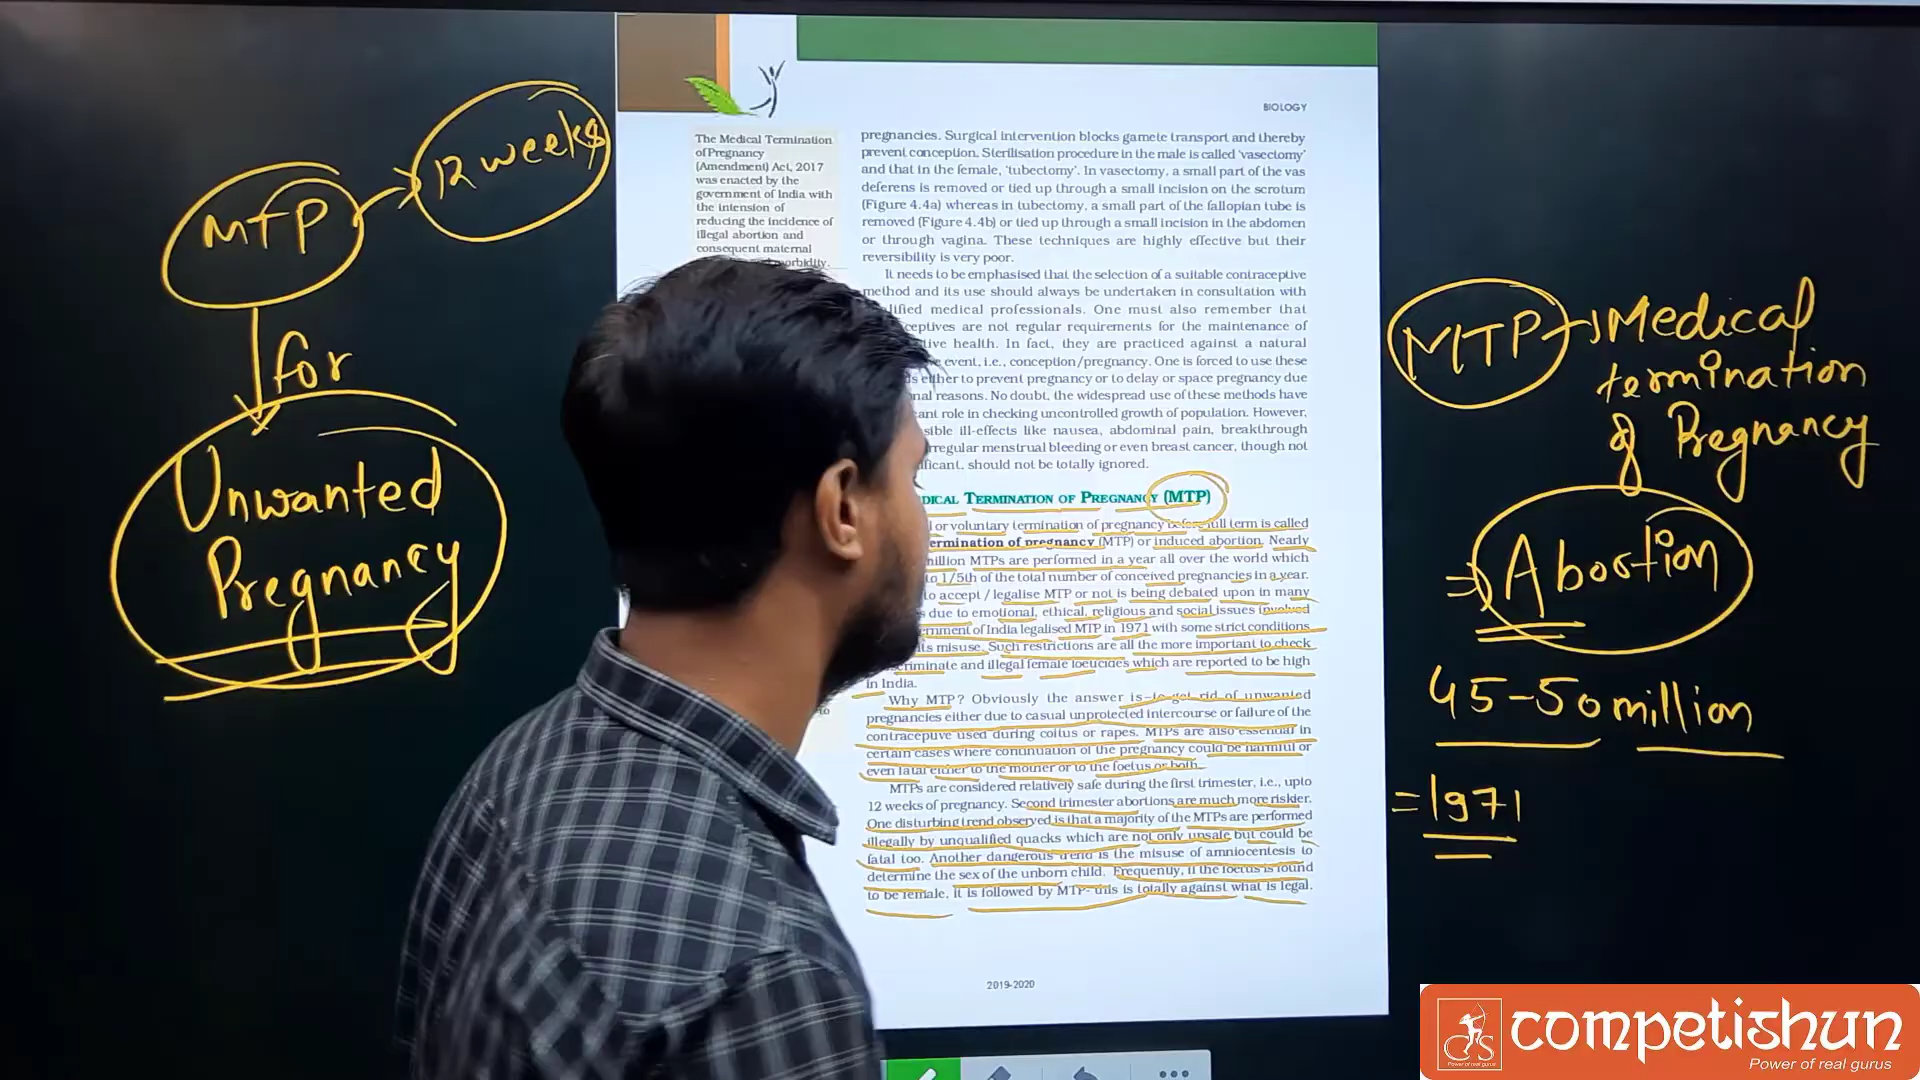 MTP
12 weeks
for
Unwanted
Pregnancy
BIOLOGY
The Medical Termination
of Pregnancy
(Amendment) Act, 2017
was enacted by the
government of India with
the intension of
reducing the incidence of
illegal abortion and
consequent maternal
morbidity.
to
pregnancies. Surgical intervention blocks gamete transport and thereby
prevent conception. Sterilisation procedure in the male is called 'vasectomy'
and that in the female, 'tubectomy'. In vasectomy, a small part of the vas
deferens is removed or tied up through a small incision on the scrotum
(Figure 4.4a) whereas in tubectomy, a small part of the fallopian tube is
removed (Figure 4.4b) or tied up through a small incision in the abdomen
or through vagina. These techniques are highly effective but their
reversibility is very poor.
It needs to be emphasised that the selection of a suitable contraceptive
method and its use should always be undertaken in consultation with
lified medical professionals. One must also remember that
ceptives are not regular requirements for the maintenance of
tive health. In fact, they are practiced against a natural
e event, i.e., conception/pregnancy. One is forced to use these
ds either to prevent pregnancy or to delay or space pregnancy due
nal reasons. No doubt, the widespread use of these methods have
ant role in checking uncontrolled growth of population. However,
sible ill-effects like nausea, abdominal pain, breakthrough
rregular menstrual bleeding or even breast cancer, though not
ificant, should not be totally ignored.
DICAL TERMINATION OF PREGNANCY (MTP)
l or voluntary termination of pregnancy before full term is called
ermination of pregnancy (MTP) or induced abortion. Nearly
million MTPs are performed in a year all over the world which
to 1/5th of the total number of conceived pregnancies in a year.
to accept / legalise MTP or not is being debated upon in many
s due to emotional, ethical, religious and social issues involved
ernment of India legalised MTP in 1971 with some strict conditions
its misuse. Such restrictions are all the more important to check
criminate and illegal female foeticides which are reported to be high
in India.
Why MTP? Obviously the answer is–to get rid of unwanted
pregnancies either due to casual unprotected intercourse or failure of the
contraceptive used during coitus or rapes. MTPs are also essential in
certain cases where continuation of the pregnancy could be harmful or
even fatal either to the mother or to the foetus or both.
MTPs are considered relatively safe during the first trimester, i.e., upto
12 weeks of pregnancy. Second trimester abortions are much more riskier.
One disturbing trend observed is that a majority of the MTPs are performed
illegally by unqualified quacks which are not only unsafe but could be
fatal too. Another dangerous trend is the misuse of amniocentesis to
determine the sex of the unborn child. Frequently, if the foetus is found
to be female, it is followed by MTP- this is totally against what is legal.
2019-2020
MTP → Medical
termination
of Pregnancy
⇒ Abortion
45-50 million
= 1971
competishun
Power of real gurus